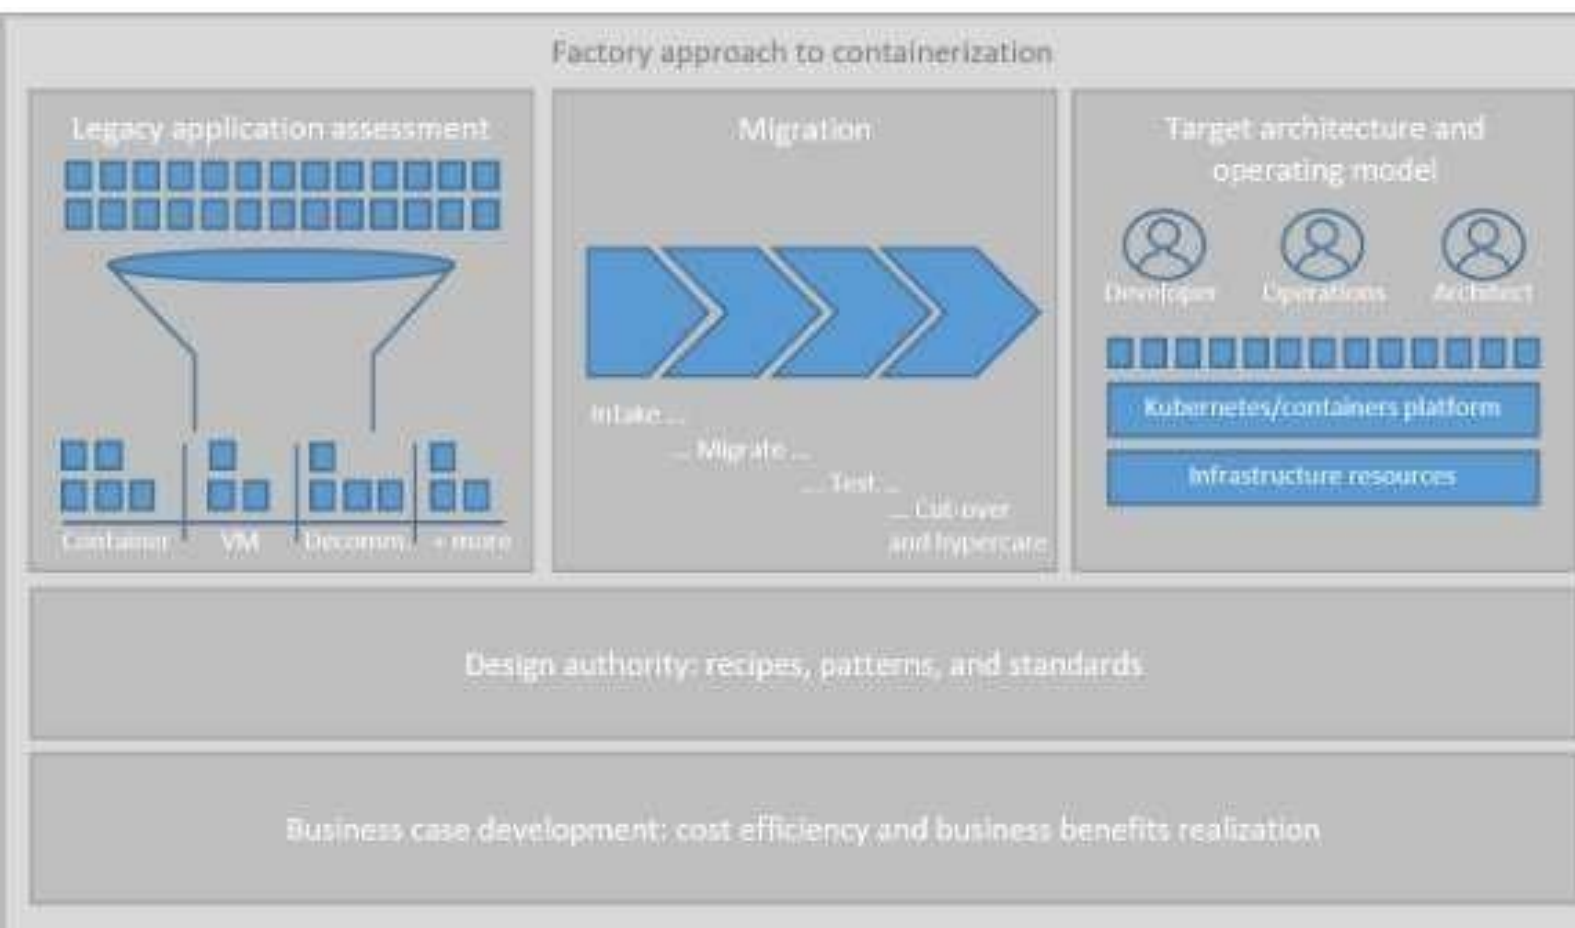 Factory approach to containerization
Legacy application assessment
Container
VM
Decomm.
+ more
Migration
Intake ...
... Migrate ...
... Test ...
... Cut-over
and hypercare
Target architecture and
operating model
Developer
Operations
Architect
Kubernetes/containers platform
Infrastructure resources
Design authority: recipes, patterns, and standards
Business case development: cost efficiency and business benefits realization